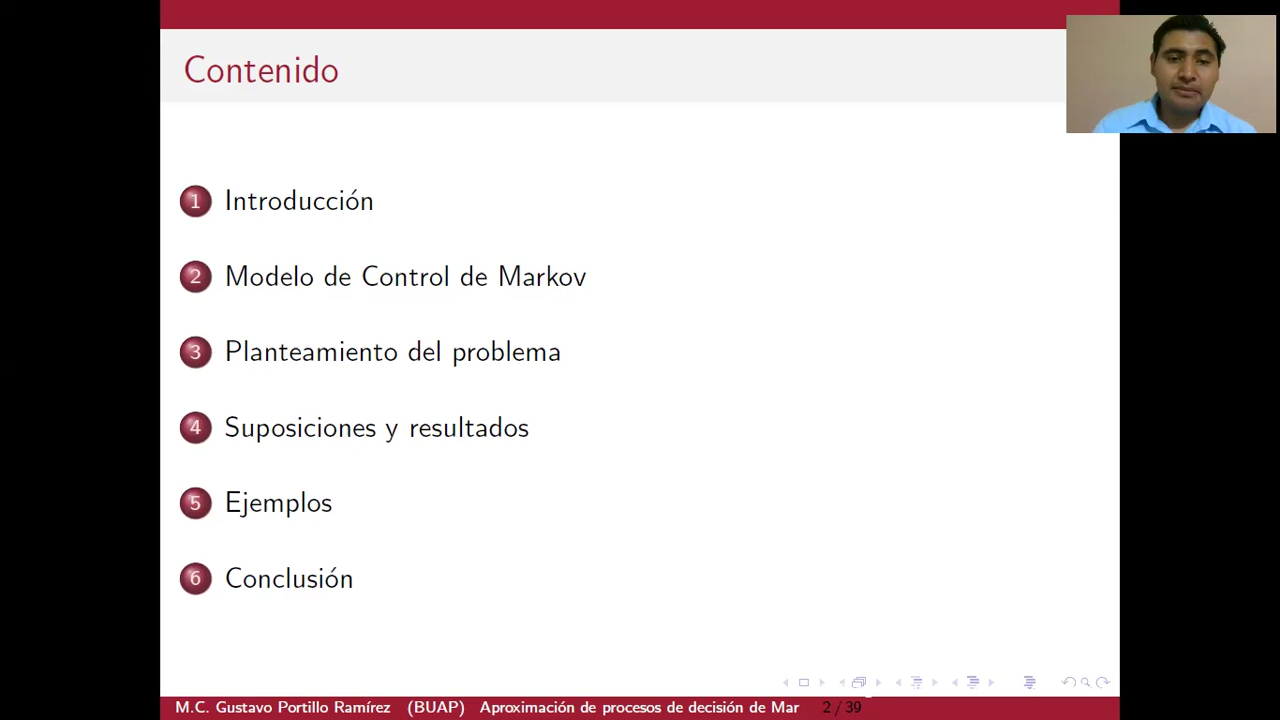 Contenido
1 Introducción
2 Modelo de Control de Markov
3 Planteamiento del problema
4 Suposiciones y resultados
5 Ejemplos
6 Conclusión
M.C. Gustavo Portillo Ramírez (BUAP) Aproximación de procesos de decisión de Mar 2 / 39